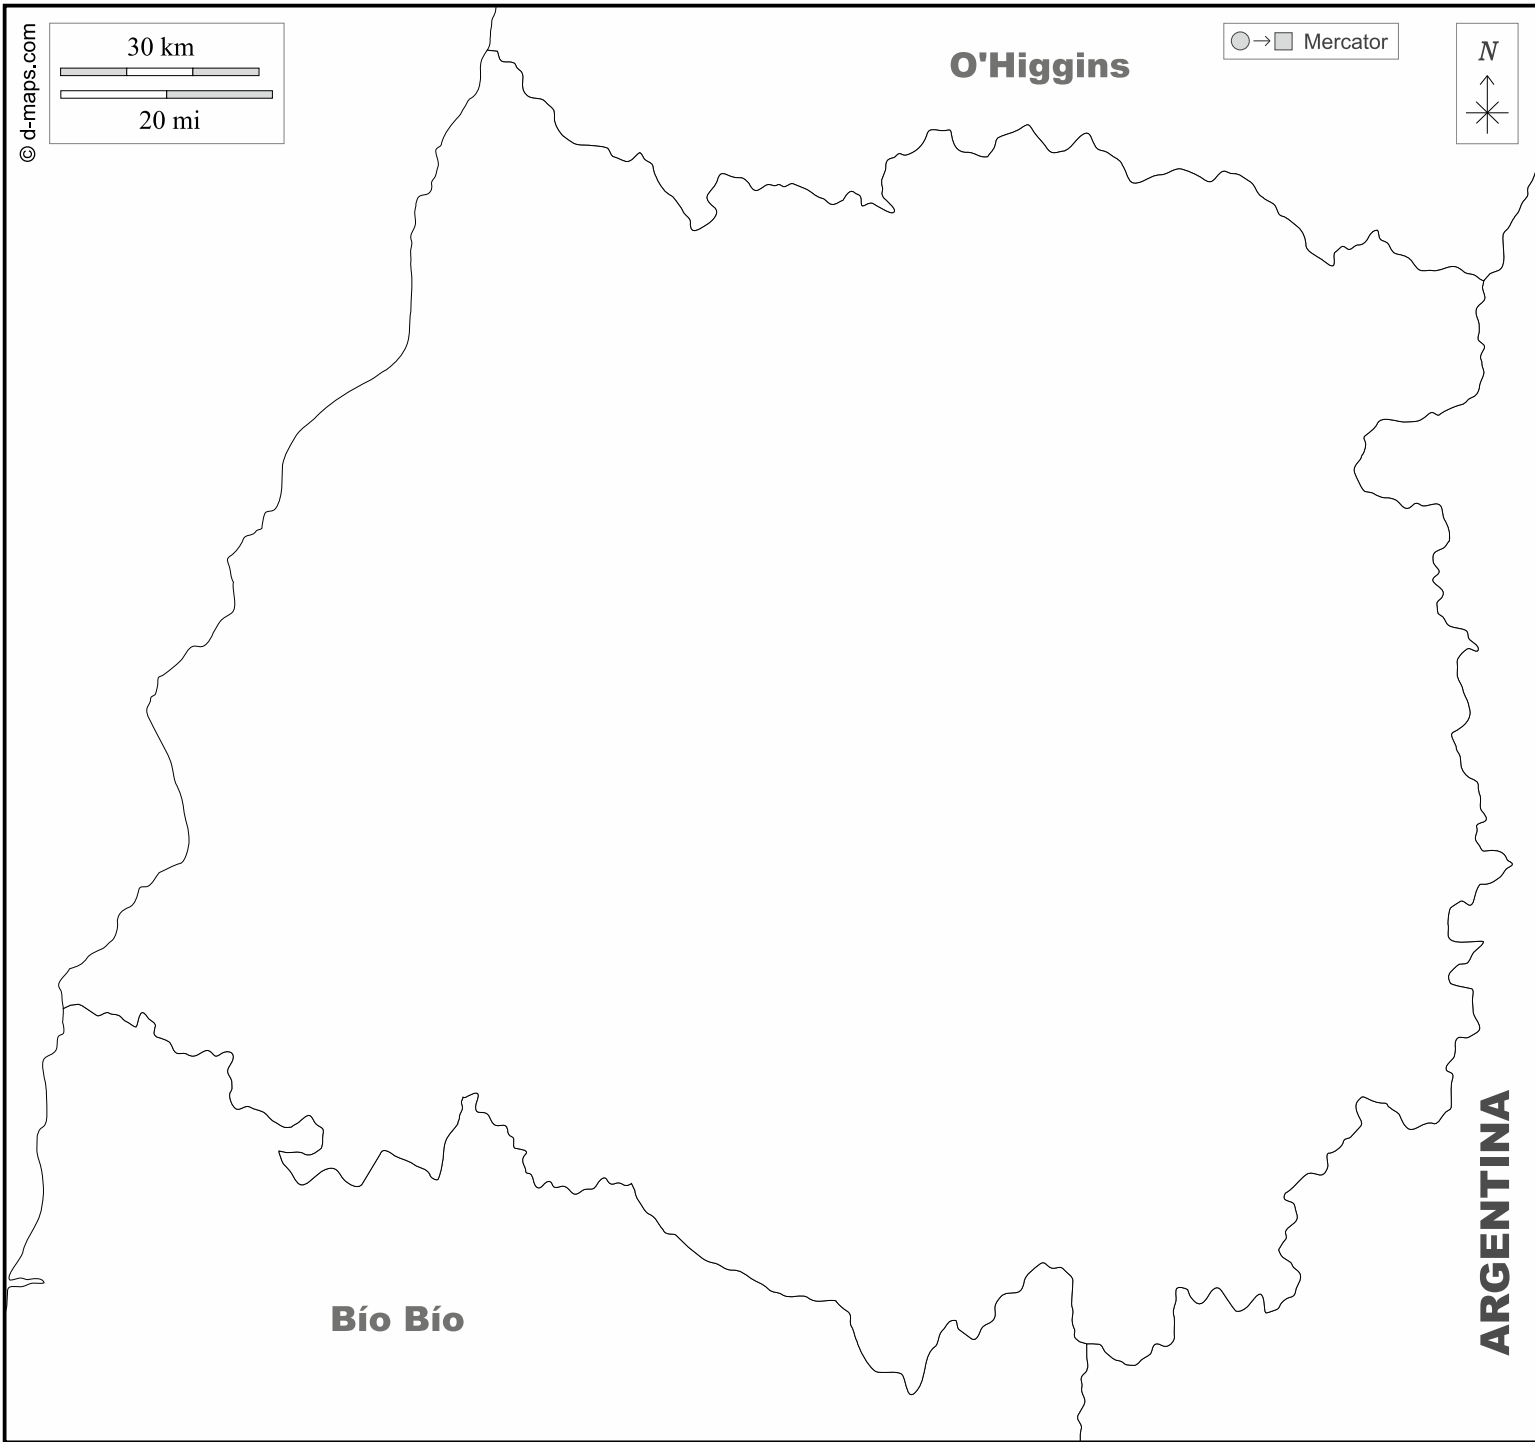 © d-maps.com
30 km
20 mi
O'Higgins
Mercator
N
ARGENTINA
Bío Bío